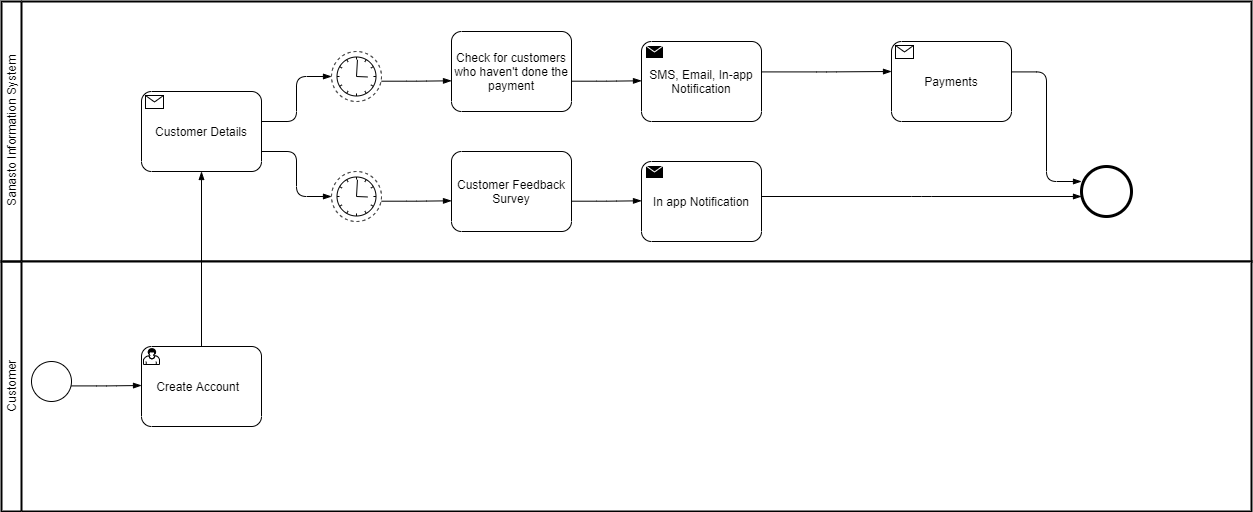 Sanasto Information System
Check for customers
who haven't done the
payment
SMS, Email, In-app
Notification
Payments
Customer Details
Customer Feedback
Survey
In app Notification
Customer
Create Account